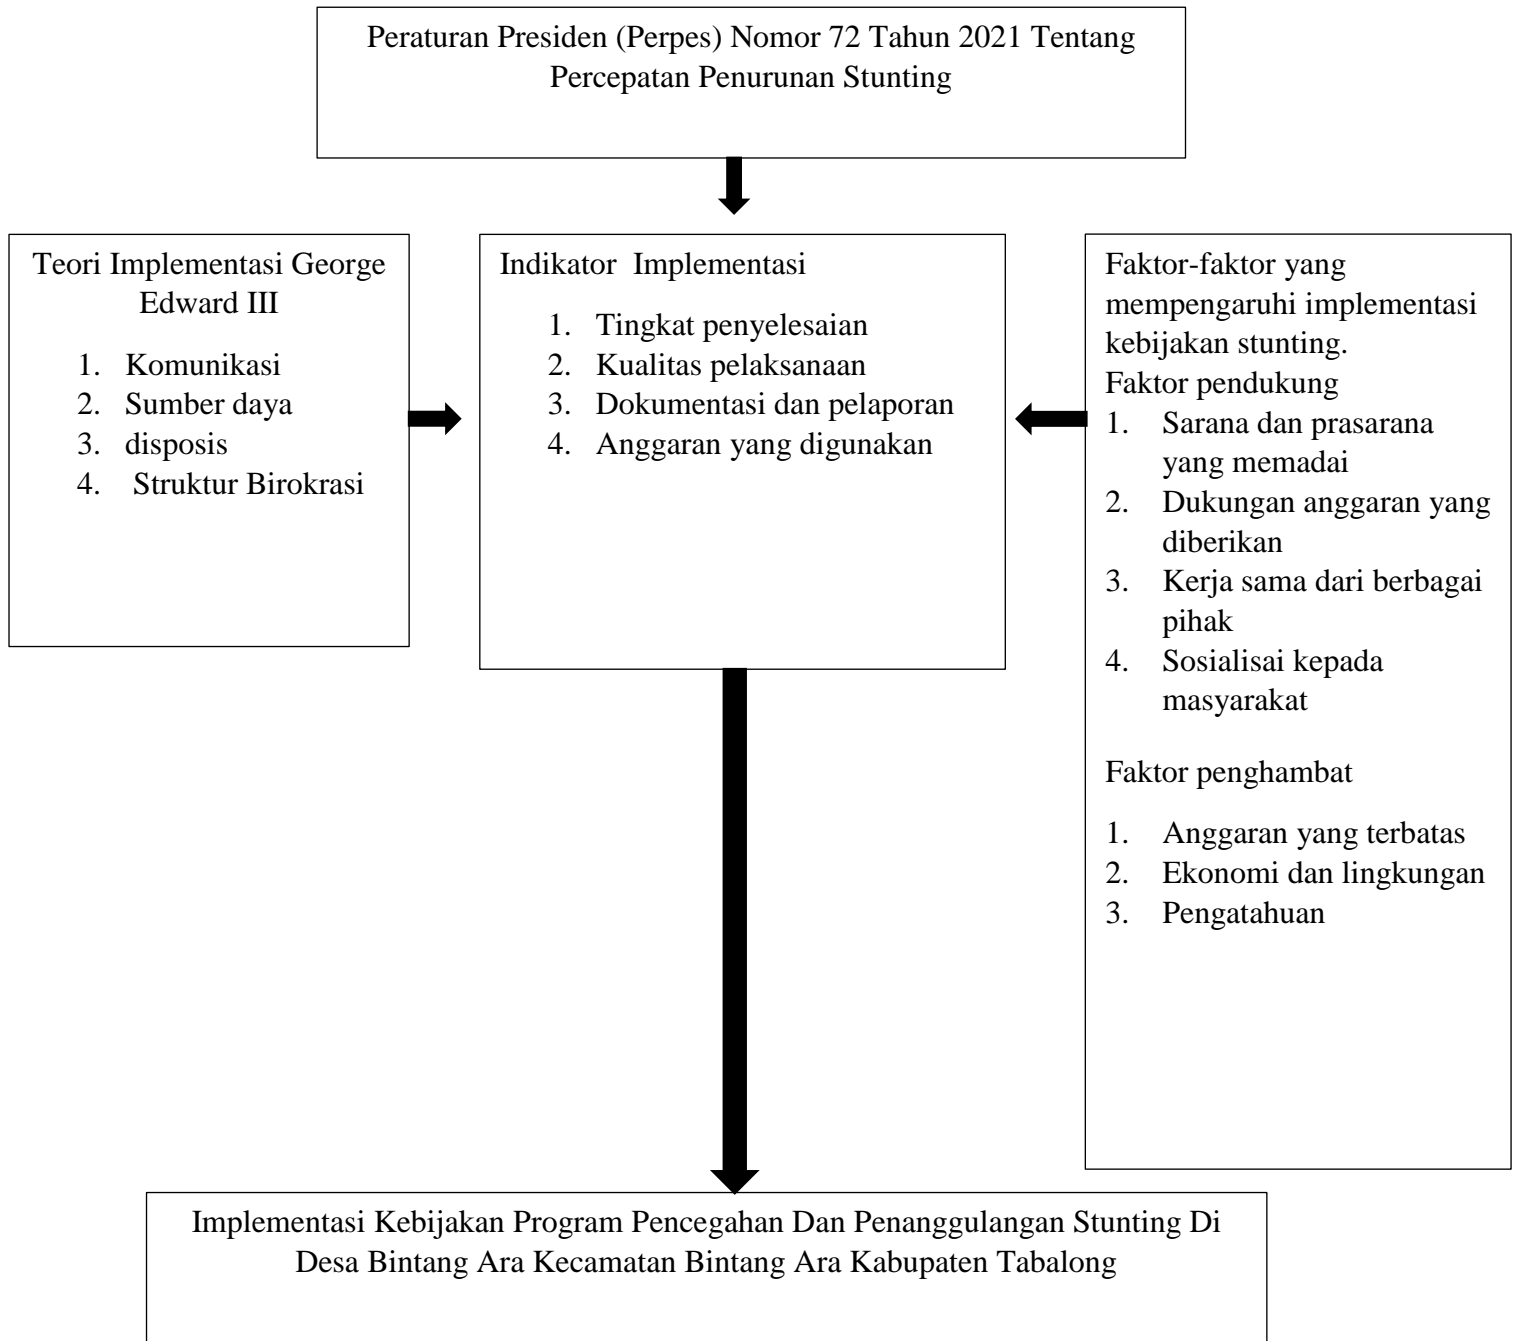 Peraturan Presiden (Perpes) Nomor 72 Tahun 2021 Tentang
Percepatan Penurunan Stunting
Teori Implementasi George
Edward III
1. Komunikasi
2. Sumber daya
3. disposis
4. Struktur Birokrasi
Indikator Implementasi
1. Tingkat penyelesaian
2. Kualitas pelaksanaan
3. Dokumentasi dan pelaporan
4. Anggaran yang digunakan
Faktor-faktor yang
mempengaruhi implementasi
kebijakan stunting.
Faktor pendukung
1. Sarana dan prasarana
yang memadai
2. Dukungan anggaran yang
diberikan
3. Kerja sama dari berbagai
pihak
4. Sosialisai kepada
masyarakat
Faktor penghambat
1. Anggaran yang terbatas
2. Ekonomi dan lingkungan
3. Pengatahuan
Implementasi Kebijakan Program Pencegahan Dan Penanggulangan Stunting Di
Desa Bintang Ara Kecamatan Bintang Ara Kabupaten Tabalong